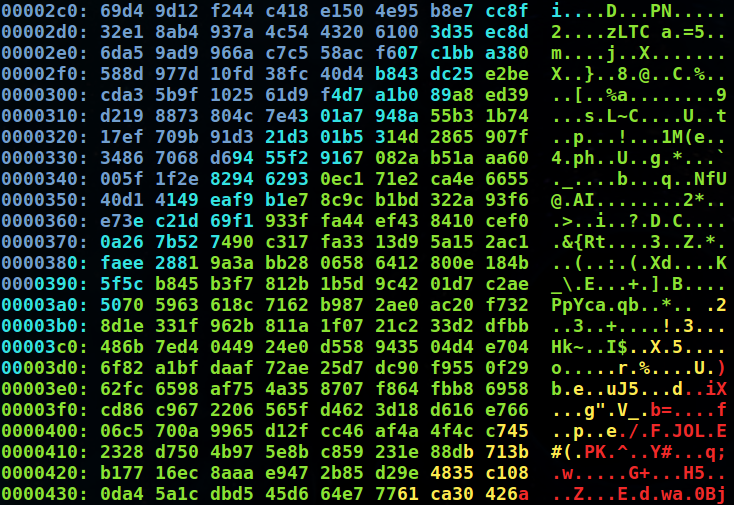 00002c0: 69d4 9d12 f244 c418 e150 4e95 b8e7 cc8f  i....D...PN.....
00002d0: 32e1 8ab4 937a 4c54 4320 6100 3d35 ec8d  2....zLTC a.=5..
00002e0: 6da5 9ad9 966a c7c5 58ac f607 c1bb a380  m....j..X.......
00002f0: 588d 977d 10fd 38fc 40d4 b843 dc25 e2be  X..}..8.@..C.%..
0000300: cda3 5b9f 1025 61d9 f4d7 a1b0 89a8 ed39  ..[..%a........9
0000310: d219 8873 804c 7e43 01a7 948a 55b3 1b74  ...s.L~C....U..t
0000320: 17ef 709b 91d3 21d3 01b5 314d 2865 907f  ..p...!...1M(e..
0000330: 3486 7068 d694 55f2 9167 082a b51a aa60  4.ph..U..g.*...`
0000340: 005f 1f2e 8294 6293 0ec1 71e2 ca4e 6655  ._....b...q..NfU
0000350: 40d1 4149 eaf9 b1e7 8c9c b1bd 322a 93f6  @.AI........2*..
0000360: e73e c21d 69f1 933f fa44 ef43 8410 cef0  .>..i..?.D.C....
0000370: 0a26 7b52 7490 c317 fa33 13d9 5a15 2ac1  .&{Rt....3..Z.*.
0000380: faee 2881 9a3a bb28 0658 6412 800e 184b  ..(..:.(.Xd....K
0000390: 5f5c b845 b3f7 812b 1b5d 9c42 01d7 c2ae  _\.E...+.].B....
00003a0: 5070 5963 618c 7162 b987 2ae0 ac20 f732  PpYca.qb..*.. .2
00003b0: 8d1e 331f 962b 811a 1f07 21c2 33d2 dfbb  ..3..+....!.3...
00003c0: 486b 7ed4 0449 24e0 d558 9435 04d4 e704  Hk~..I$..X.5....
00003d0: 6f82 a1bf daaf 72ae 25d7 dc90 f955 0f29  o.....r.%....U.)
00003e0: 62fc 6598 af75 4a35 8707 f864 fbb8 6958  b.e..uJ5...d..iX
00003f0: cd86 c967 2206 565f d462 3d18 d616 e766  ...g".V_.b=....f
0000400: 06c5 700a 9965 d12f cc46 af4a 4f4c c745  ..p..e./.F.JOL.E
0000410: 2328 d750 4b97 5e8b c859 231e 88db 713b  #(.PK.^..Y#...q;
0000420: b177 16ec 8aaa e947 2b85 d29e 4835 c108  .w.....G+...H5..
0000430: 0da4 5a1c dbd5 45d6 64e7 7761 ca30 426a  ..Z...E.d.wa.0Bj